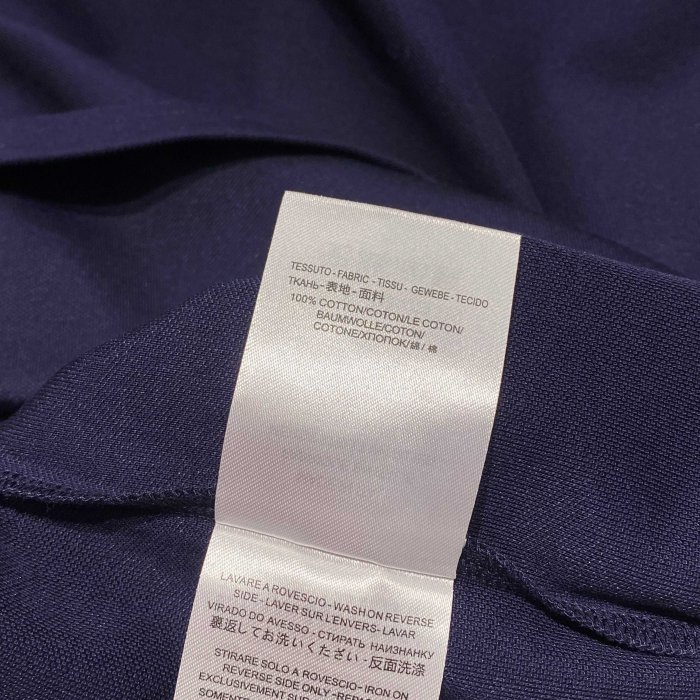 TESSUTO - FABRIC - TISSU - GEWEBE - TECIDO
ТКАНЬ - 表地 - 面料
100% COTTON/COTON/LE COTON/
BAUMWOLLE/COTON/
COTONE/ХЛОПОК/綿/棉
LAVARE A ROVESCIO - WASH ON REVERSE
SIDE - LAVER SUR L'ENVERS - LAVAR
VIRADO DO AVESSO - СТИРАТЬ НАИЗНАНКУ
裏返してお洗いください - 反面洗涤
STIRARE SOLO A ROVESCIO - IRON ON
REVERSE SIDE ONLY - REPASSER
EXCLUSIVEMENT SUR
SOMENTE